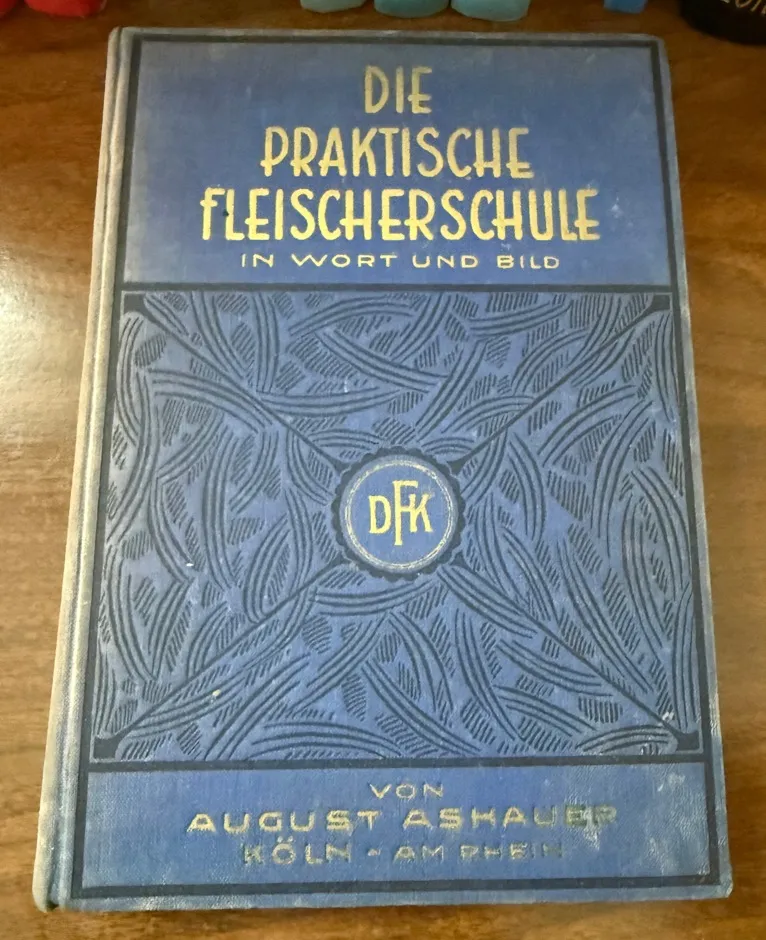 DIE
PRAKTISCHE
FLEISCHERSCHULE
IN WORT UND BILD
DFK
VON
AUGUST ASHAUER
KÖLN - AM RHEIN